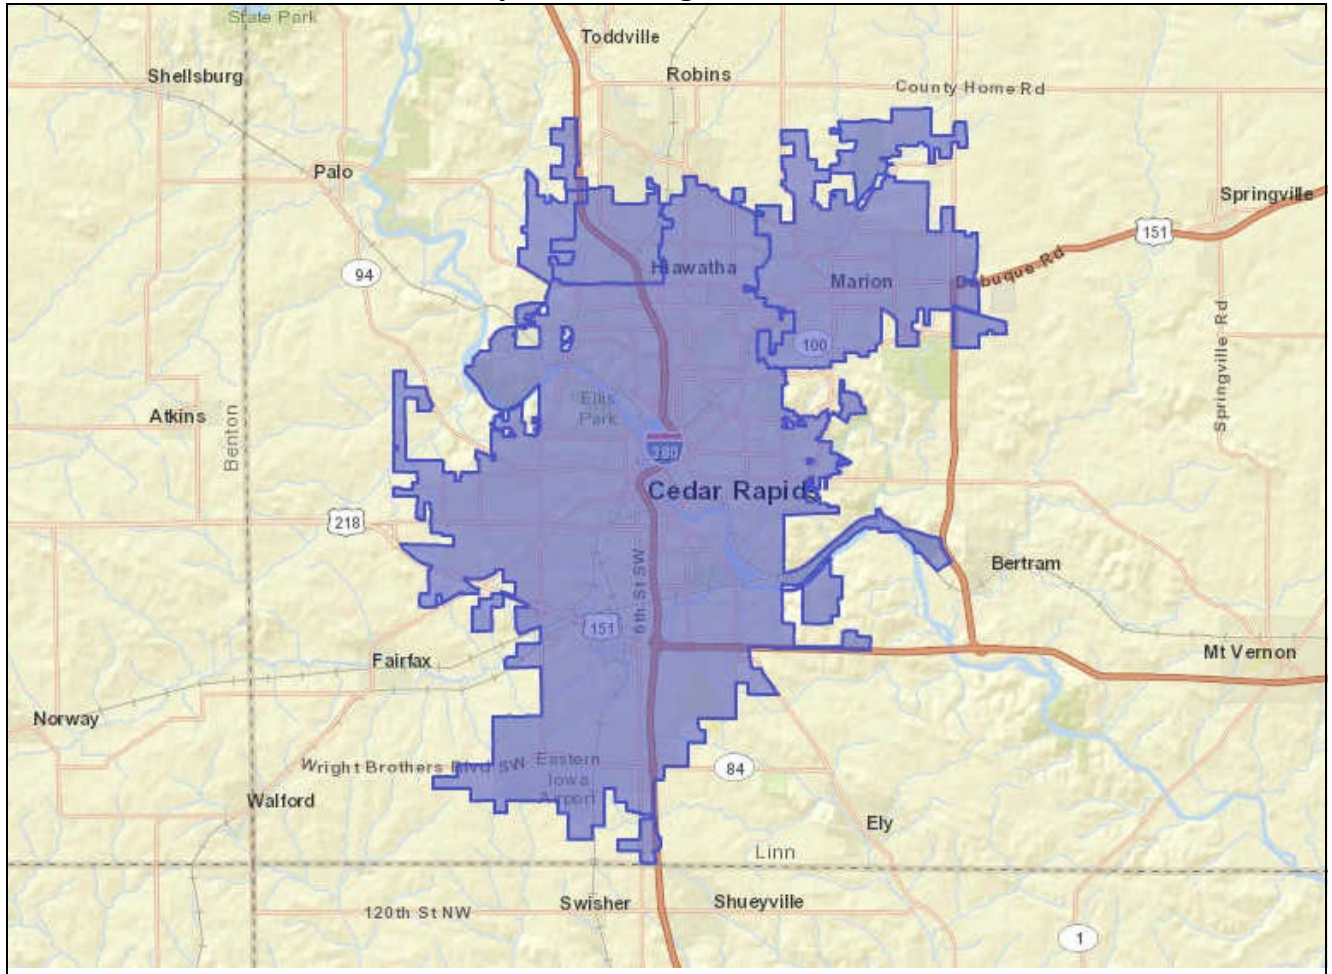 State Park
Toddville
Shellsburg
Robins
County Home Rd
Palo
Springville
151
94
Hiawatha
Marion
Dubuque Rd
100
Springville Rd
Atkins
Benton
Ellis
Park
380
Cedar Rapids
218
6th St SW
Bertram
151
Fairfax
Mt Vernon
Norway
Wright Brothers Blvd SW
Eastern
Iowa
Airport
84
Walford
Ely
Linn
120th St NW
Swisher
Shueyville
1